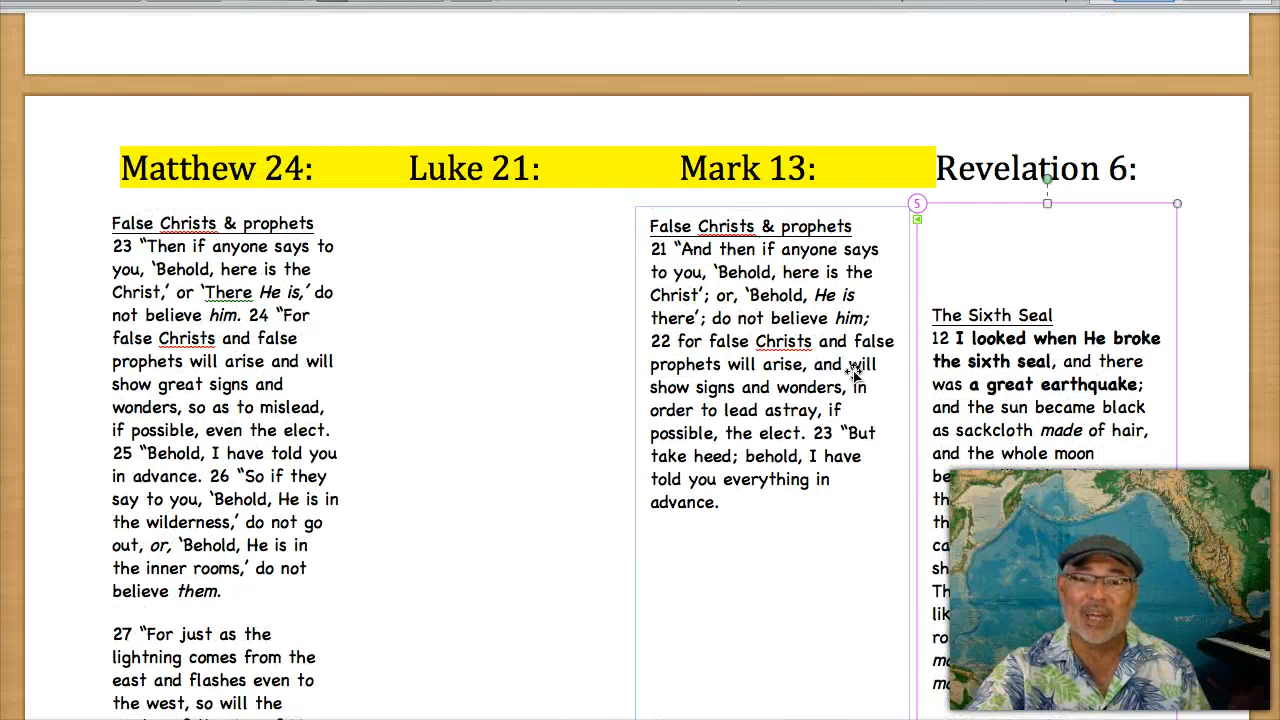 Matthew 24: Luke 21: Mark 13: Revelation 6:
False Christs & prophets
23 “Then if anyone says to
you, ‘Behold, here is the
Christ,’ or ‘There He is,’ do
not believe him. 24 “For
false Christs and false
prophets will arise and will
show great signs and
wonders, so as to mislead,
if possible, even the elect.
25 “Behold, I have told you
in advance. 26 “So if they
say to you, ‘Behold, He is in
the wilderness,’ do not go
out, or, ‘Behold, He is in
the inner rooms,’ do not
believe them.
27 “For just as the
lightning comes from the
east and flashes even to
the west, so will the
False Christs & prophets
21 “And then if anyone says
to you, ‘Behold, here is the
Christ’; or, ‘Behold, He is
there’; do not believe him;
22 for false Christs and false
prophets will arise, and will
show signs and wonders, in
order to lead astray, if
possible, the elect. 23 “But
take heed; behold, I have
told you everything in
advance.
5
The Sixth Seal
12 I looked when He broke
the sixth seal, and there
was a great earthquake;
and the sun became black
as sackcloth made of hair,
and the whole moon